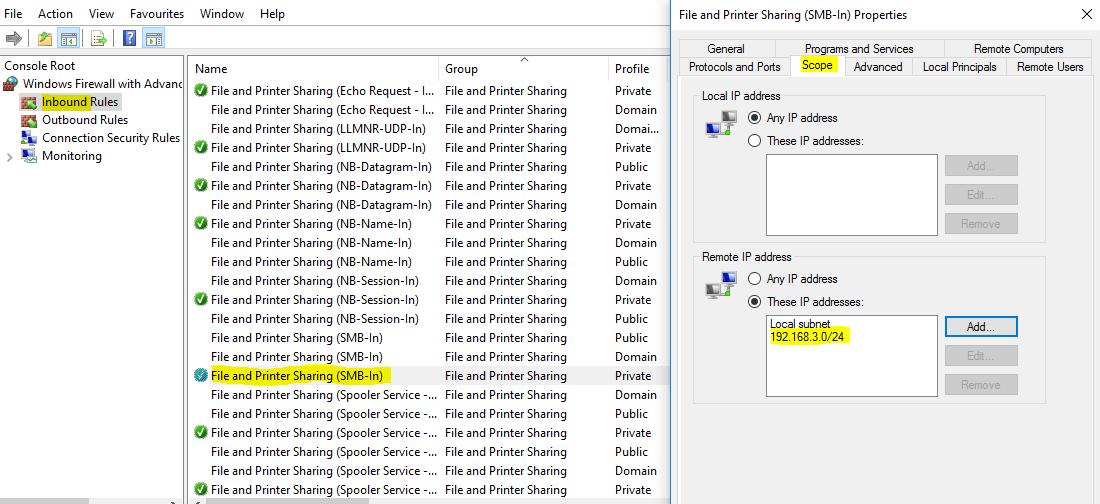 File Action View Favourites Window Help
Console Root
Windows Firewall with Advanc
Inbound Rules
Outbound Rules
Connection Security Rules
Monitoring
Name Group Profile
File and Printer Sharing (Echo Request - I... File and Printer Sharing Private
File and Printer Sharing (Echo Request - I... File and Printer Sharing Domain
File and Printer Sharing (LLMNR-UDP-In) File and Printer Sharing Domai...
File and Printer Sharing (LLMNR-UDP-In) File and Printer Sharing Private
File and Printer Sharing (NB-Datagram-In) File and Printer Sharing Public
File and Printer Sharing (NB-Datagram-In) File and Printer Sharing Private
File and Printer Sharing (NB-Datagram-In) File and Printer Sharing Domain
File and Printer Sharing (NB-Name-In) File and Printer Sharing Private
File and Printer Sharing (NB-Name-In) File and Printer Sharing Domain
File and Printer Sharing (NB-Name-In) File and Printer Sharing Public
File and Printer Sharing (NB-Session-In) File and Printer Sharing Domain
File and Printer Sharing (NB-Session-In) File and Printer Sharing Private
File and Printer Sharing (NB-Session-In) File and Printer Sharing Public
File and Printer Sharing (SMB-In) File and Printer Sharing Public
File and Printer Sharing (SMB-In) File and Printer Sharing Domain
File and Printer Sharing (SMB-In) File and Printer Sharing Private
File and Printer Sharing (Spooler Service -... File and Printer Sharing Domain
File and Printer Sharing (Spooler Service -... File and Printer Sharing Public
File and Printer Sharing (Spooler Service -... File and Printer Sharing Private
File and Printer Sharing (Spooler Service -... File and Printer Sharing Public
File and Printer Sharing (Spooler Service -... File and Printer Sharing Domain
File and Printer Sharing (Spooler Service -... File and Printer Sharing Private
File and Printer Sharing (SMB-In) Properties
General Programs and Services Remote Computers
Protocols and Ports Scope Advanced Local Principals Remote Users
Local IP address
Any IP address
These IP addresses:
Add...
Edit...
Remove
Remote IP address
Any IP address
These IP addresses:
Local subnet
192.168.3.0/24
Add...
Edit...
Remove